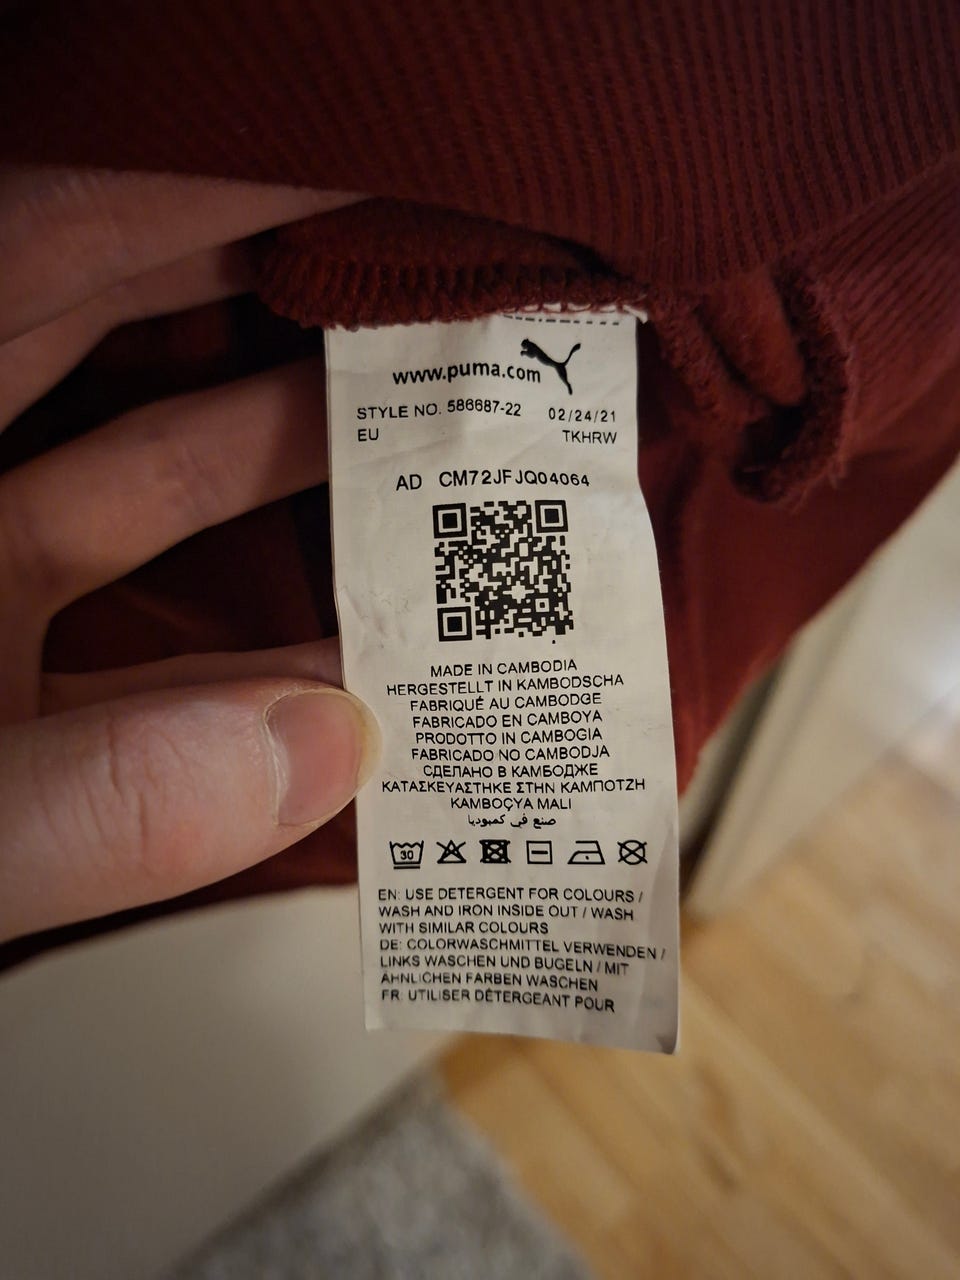 www.puma.com
STYLE NO. 586687-22 02/24/21
EU TKHRW
AD CM72JFJQ04064
MADE IN CAMBODIA
HERGESTELLT IN KAMBODSCHA
FABRIQUÉ AU CAMBODGE
FABRICADO EN CAMBOYA
PRODOTTO IN CAMBOGIA
FABRICADO NO CAMBODJA
СДЕЛАНО В КАМБОДЖЕ
ΚΑΤΑΣΚΕΥΑΣΤΗΚΕ ΣΤΗΝ ΚΑΜΠΟΤΖΗ
KAMBOÇYA MALI
صنع في كمبوديا
30
EN: USE DETERGENT FOR COLOURS /
WASH AND IRON INSIDE OUT / WASH
WITH SIMILAR COLOURS
DE: COLORWASCHMITTEL VERWENDEN /
LINKS WASCHEN UND BUGELN / MIT
ÄHNLICHEN FARBEN WASCHEN
FR: UTILISER DÉTERGEANT POUR